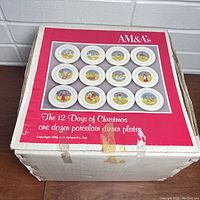 AM&A's
The 12 Days of Christmas
one dozen porcelain dinner plates